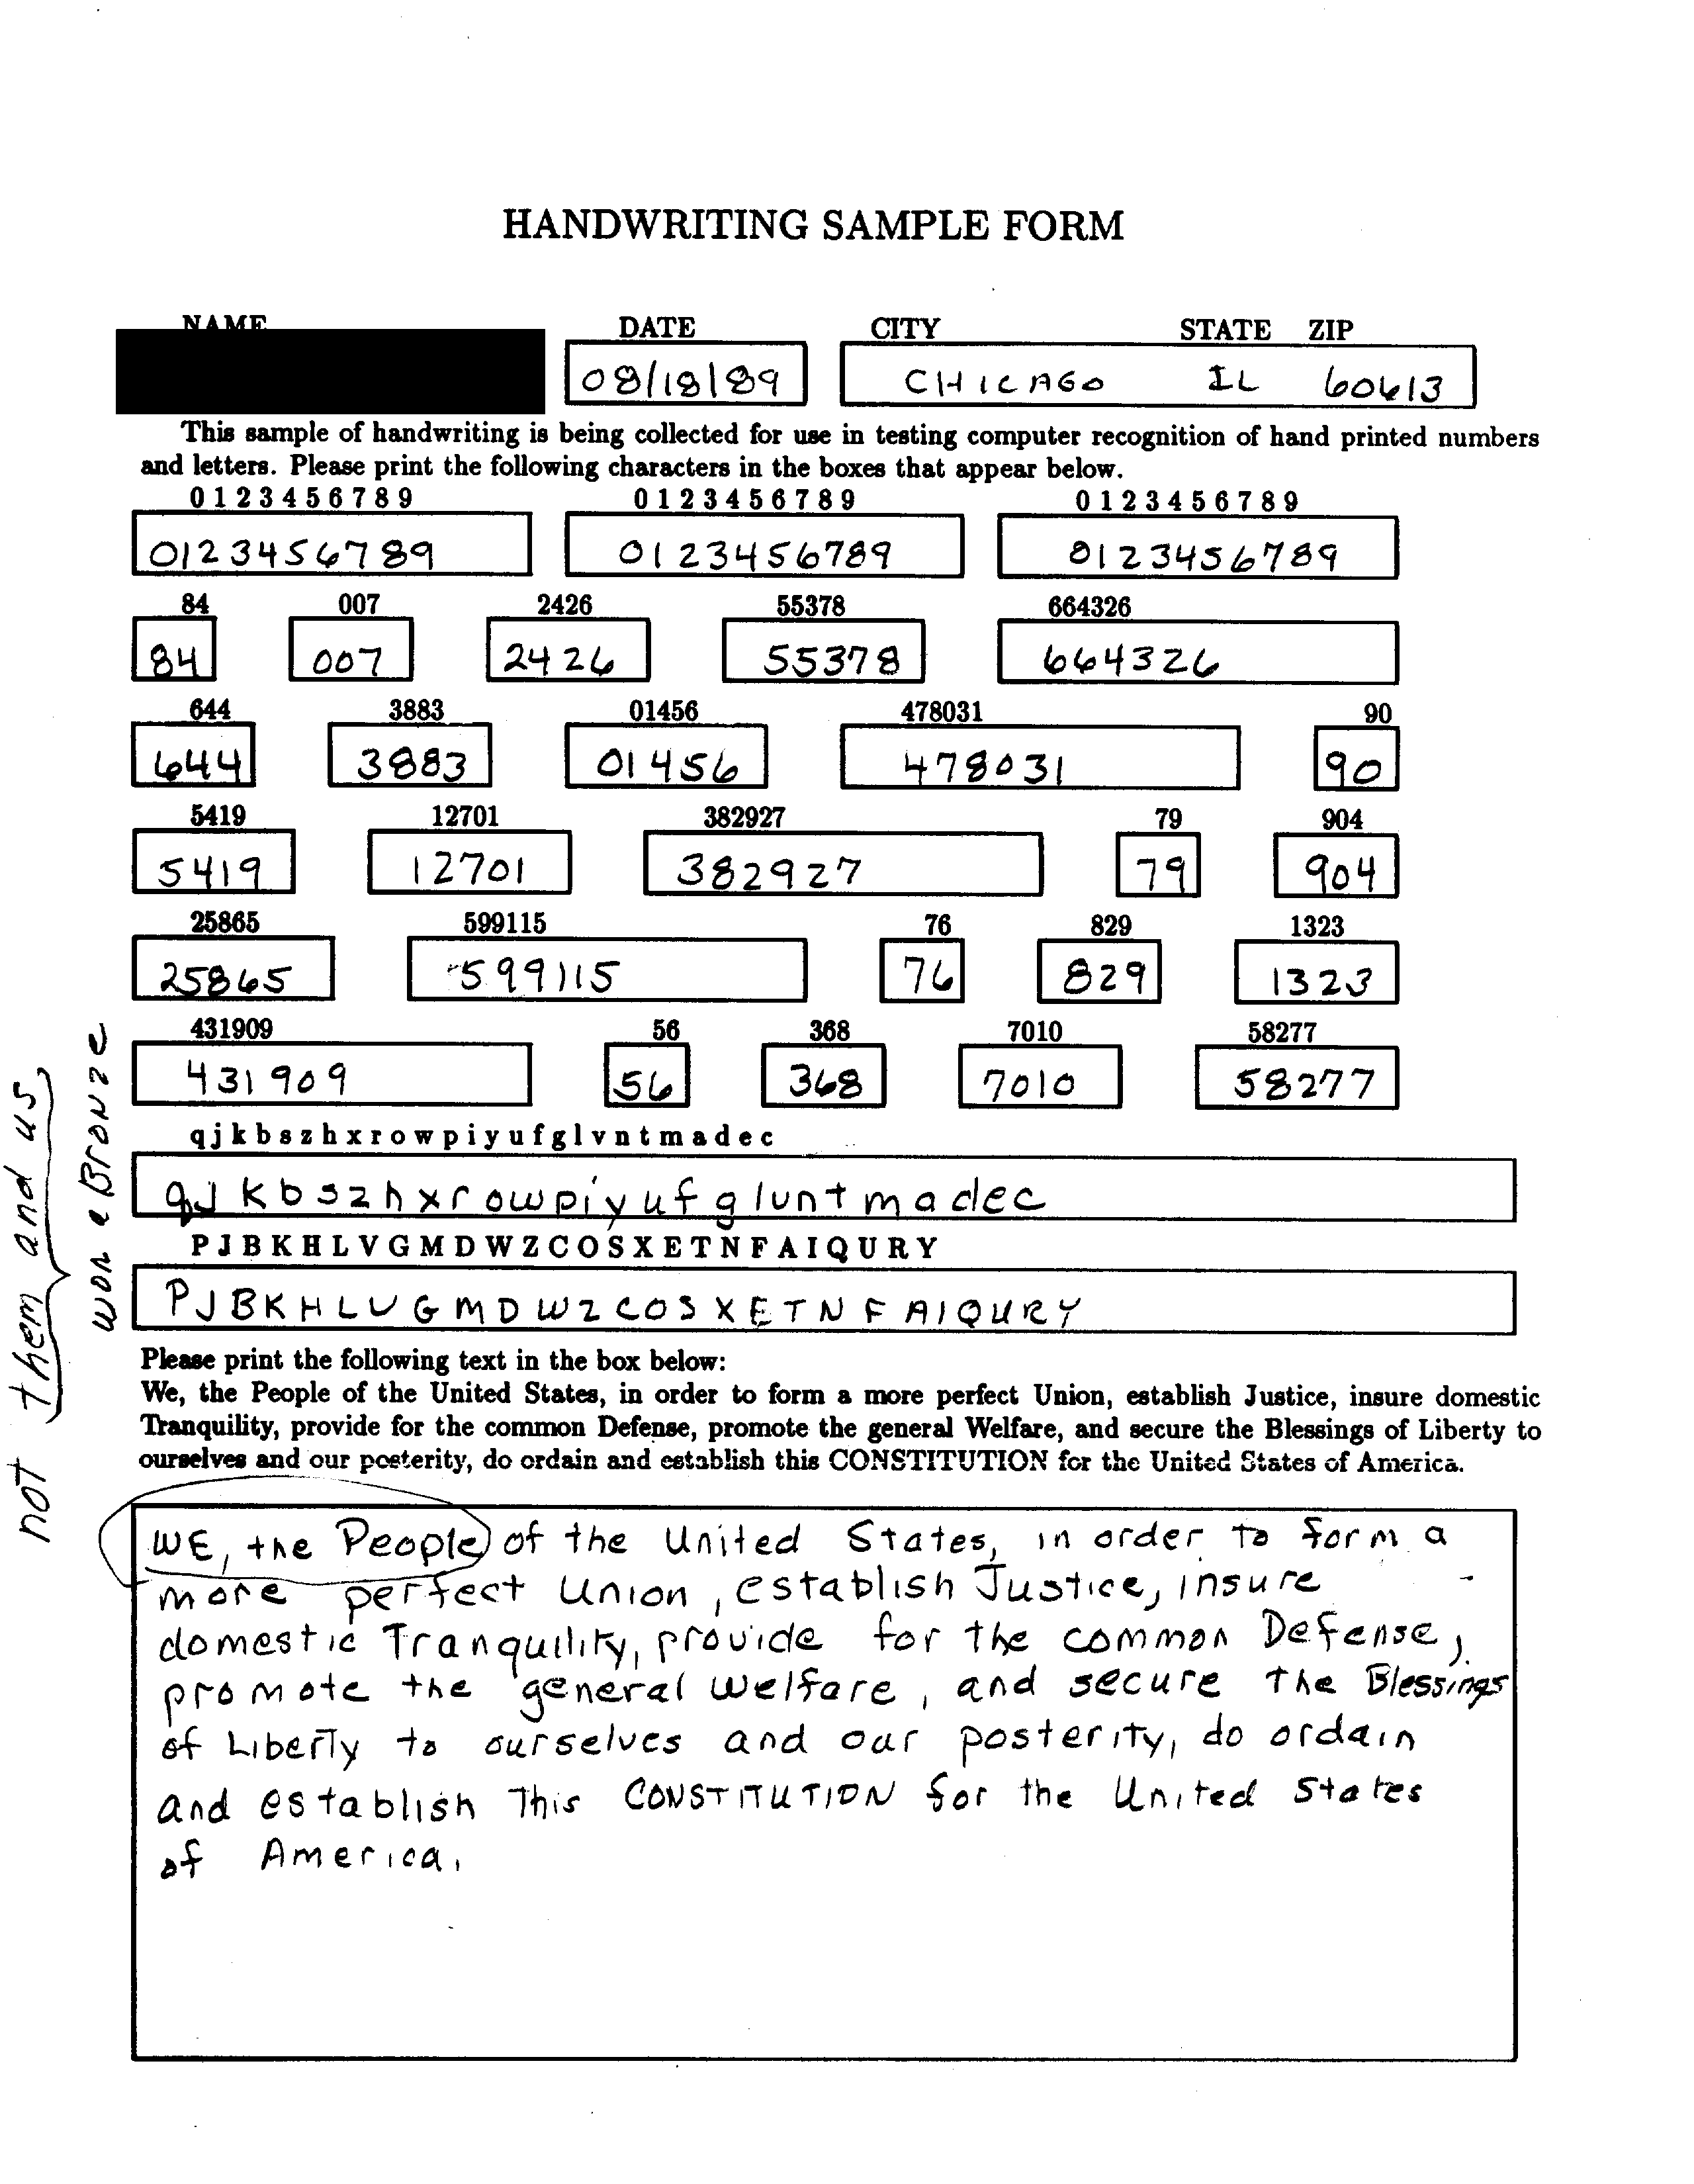 HANDWRITING SAMPLE FORM
NAME DATE CITY STATE ZIP
08/18/89 CHICAGO IL 60613
This sample of handwriting is being collected for use in testing computer recognition of hand printed numbers
and letters. Please print the following characters in the boxes that appear below.
0 1 2 3 4 5 6 7 8 9 0 1 2 3 4 5 6 7 8 9 0 1 2 3 4 5 6 7 8 9
0123456789 0123456789 0123456789
84 007 2426 55378 664326
84 007 2426 55378 664326
644 3883 01456 478031 90
644 3883 01456 478031 90
5419 12701 382927 79 904
5419 12701 382927 79 904
25865 599115 76 829 1323
25865 599115 76 829 1323
431909 56 368 7010 58277
431909 56 368 7010 58277
q j k b s z h x r o w p i y u f g l v n t m a d e c
qjkbszhxrowpiyufgluntmadec
P J B K H L V G M D W Z C O S X E T N F A I Q U R Y
PJBKHLUGMDWZCOSXETNFAIQURY
Please print the following text in the box below:
We, the People of the United States, in order to form a more perfect Union, establish Justice, insure domestic
Tranquility, provide for the common Defense, promote the general Welfare, and secure the Blessings of Liberty to
ourselves and our posterity, do ordain and establish this CONSTITUTION for the United States of America.
WE, the People of the United States, in order to form a
more perfect Union, establish Justice, insure
domestic Tranquility, provide for the common Defense,
promote the general Welfare, and secure the Blessings
of Liberty to ourselves and our posterity, do ordain
and establish This CONSTITUTION for the United States
of America.
not them and us
won a Bronze